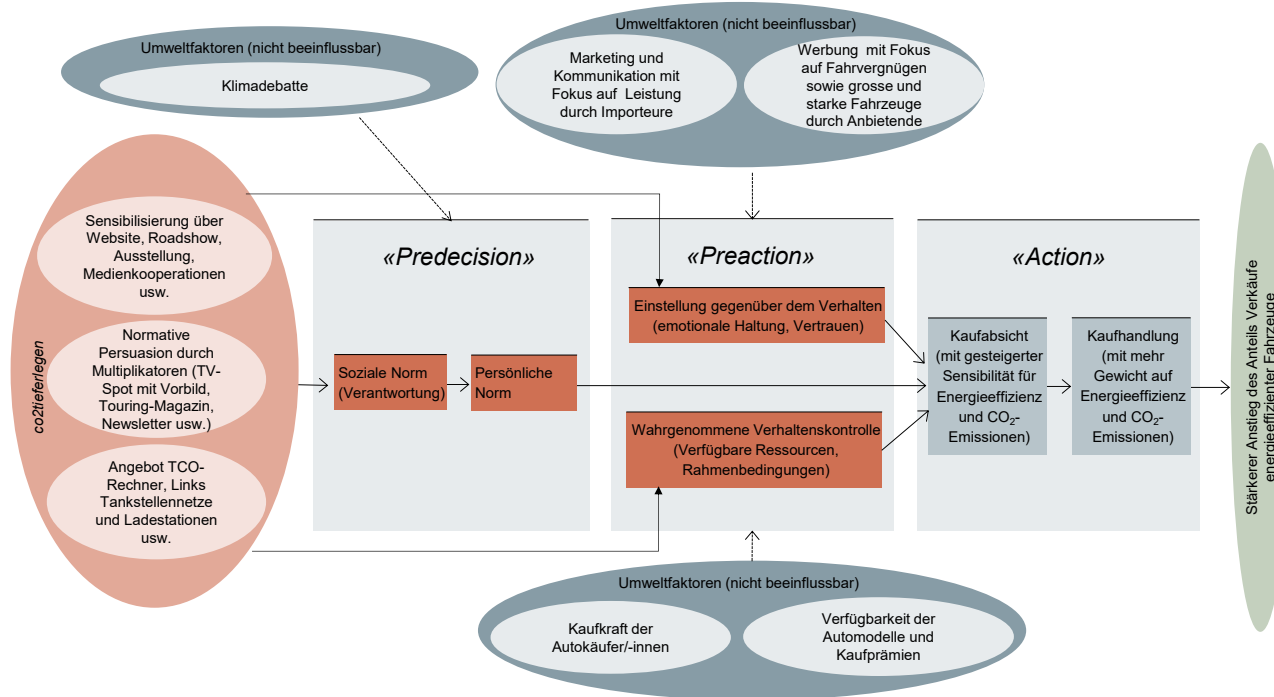 Umweltfaktoren (nicht beeinflussbar)
Klimadebatte
Umweltfaktoren (nicht beeinflussbar)
Marketing und
Kommunikation mit
Fokus auf Leistung
durch Importeure
Werbung mit Fokus
auf Fahrvergnügen
sowie grosse und
starke Fahrzeuge
durch Anbietende
co2tieferlegen
Sensibilisierung über
Website, Roadshow,
Ausstellung,
Medienkooperationen
usw.
Normative
Persuasion durch
Multiplikatoren (TV-
Spot mit Vorbild,
Touring-Magazin,
Newsletter usw.)
Angebot TCO-
Rechner, Links
Tankstellennetze
und Ladestationen
usw.
«Predecision»
Soziale Norm
(Verantwortung)
Persönliche
Norm
«Preaction»
Einstellung gegenüber dem Verhalten
(emotionale Haltung, Vertrauen)
Wahrgenommene Verhaltenskontrolle
(Verfügbare Ressourcen,
Rahmenbedingungen)
«Action»
Kaufabsicht
(mit gesteigerter
Sensibilität für
Energieeffizienz
und CO₂-
Emissionen)
Kaufhandlung
(mit mehr
Gewicht auf
Energieeffizienz
und CO₂-
Emissionen)
Stärkerer Anstieg des Anteils Verkäufe
energieeffizienter Fahrzeuge
Umweltfaktoren (nicht beeinflussbar)
Kaufkraft der
Autokäufer/-innen
Verfügbarkeit der
Automodelle und
Kaufprämien